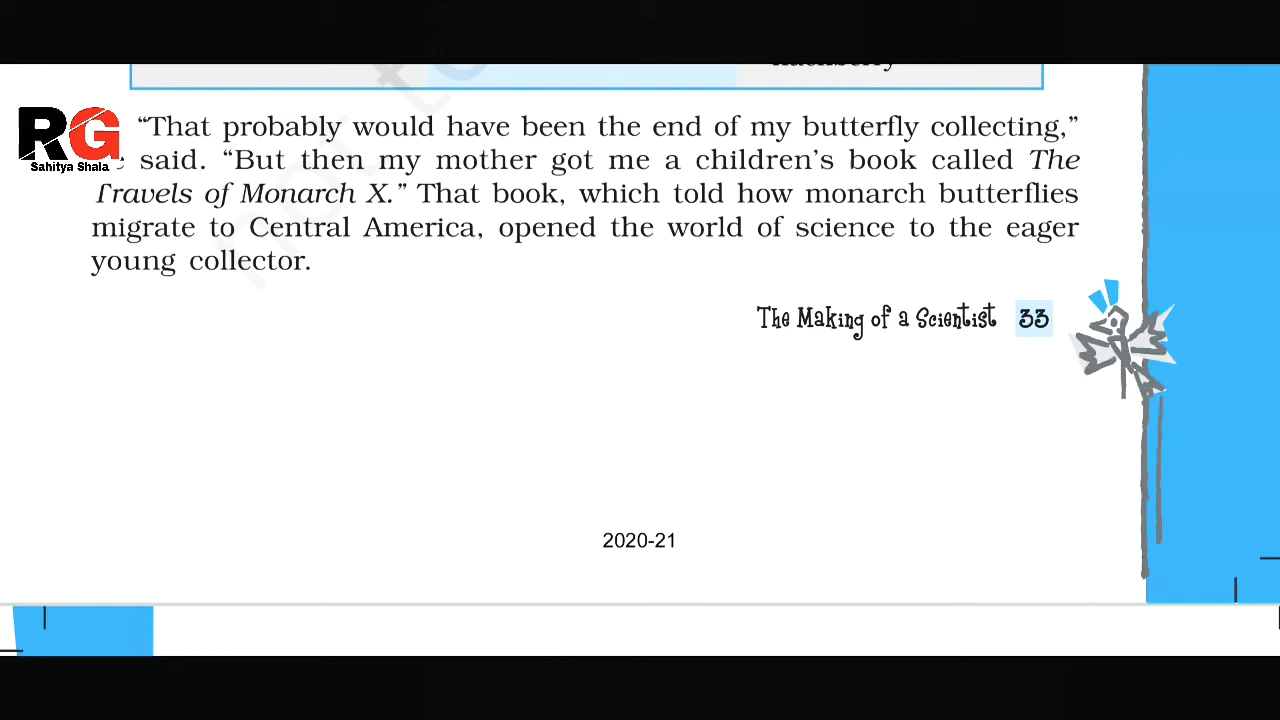 RG
Sahitya Shala
“That probably would have been the end of my butterfly collecting,”
said. “But then my mother got me a children’s book called The
Travels of Monarch X.” That book, which told how monarch butterflies
migrate to Central America, opened the world of science to the eager
young collector.
The Making of a Scientist 33
2020-21